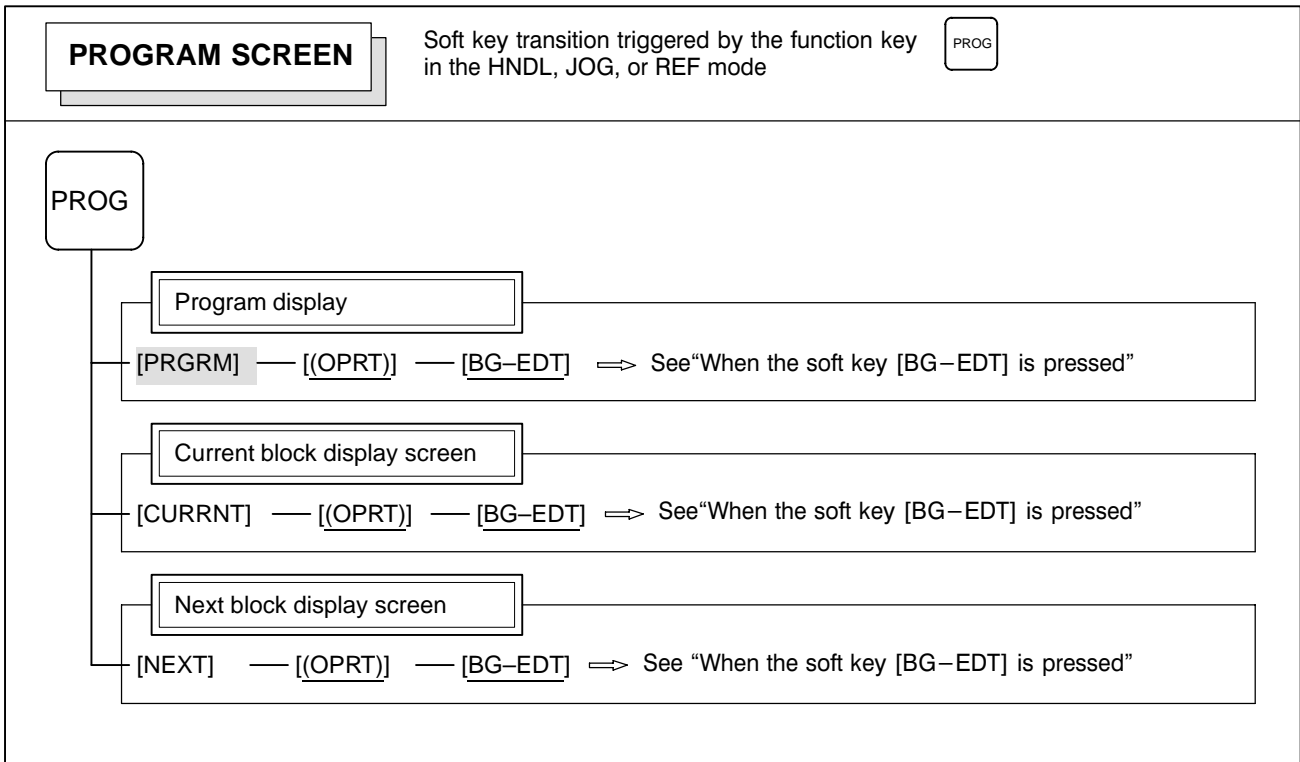 PROGRAM SCREEN
Soft key transition triggered by the function key
in the HNDL, JOG, or REF mode
PROG
PROG
Program display
[PRGRM] [(OPRT)] [BG–EDT] See“When the soft key [BG−EDT] is pressed”
Current block display screen
[CURRNT] [(OPRT)] [BG–EDT] See“When the soft key [BG−EDT] is pressed”
Next block display screen
[NEXT] [(OPRT)] [BG–EDT] See “When the soft key [BG−EDT] is pressed”